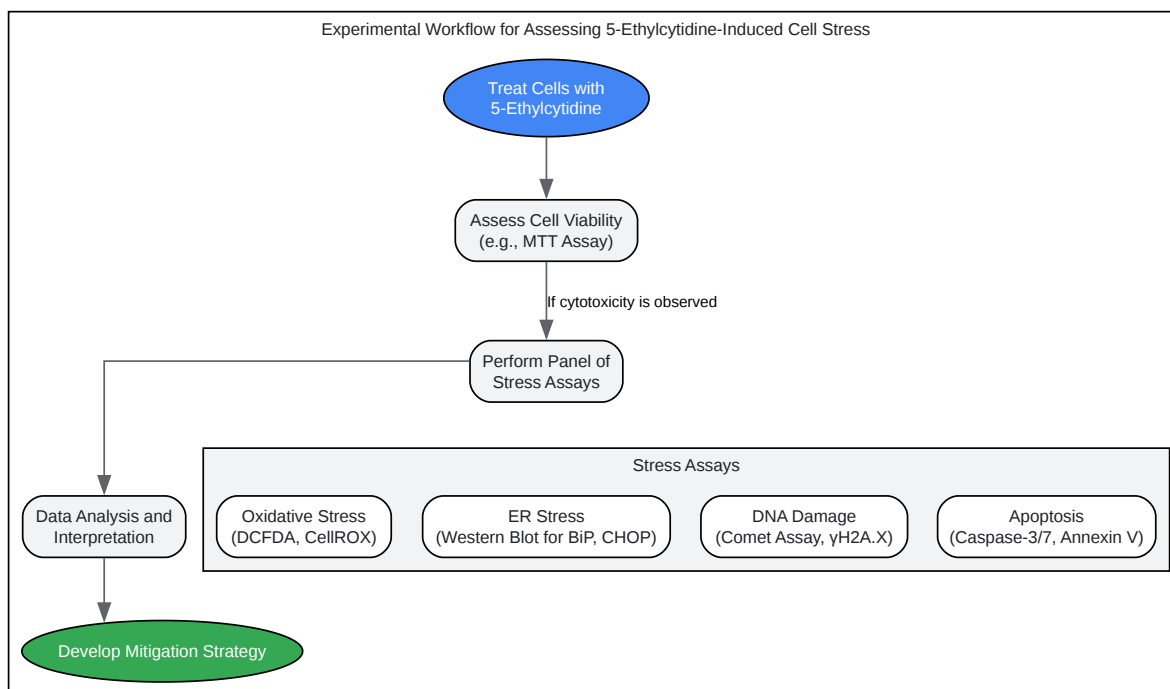 Experimental Workflow for Assessing 5-Ethylcytidine-Induced Cell Stress
Treat Cells with
5-Ethylcytidine
Assess Cell Viability
(e.g., MTT Assay)
If cytotoxicity is observed
Perform Panel of
Stress Assays
Stress Assays
Data Analysis and
Interpretation
Oxidative Stress
(DCFDA, CellROX)
ER Stress
(Western Blot for BiP, CHOP)
DNA Damage
(Comet Assay, γH2A.X)
Apoptosis
(Caspase-3/7, Annexin V)
Develop Mitigation Strategy